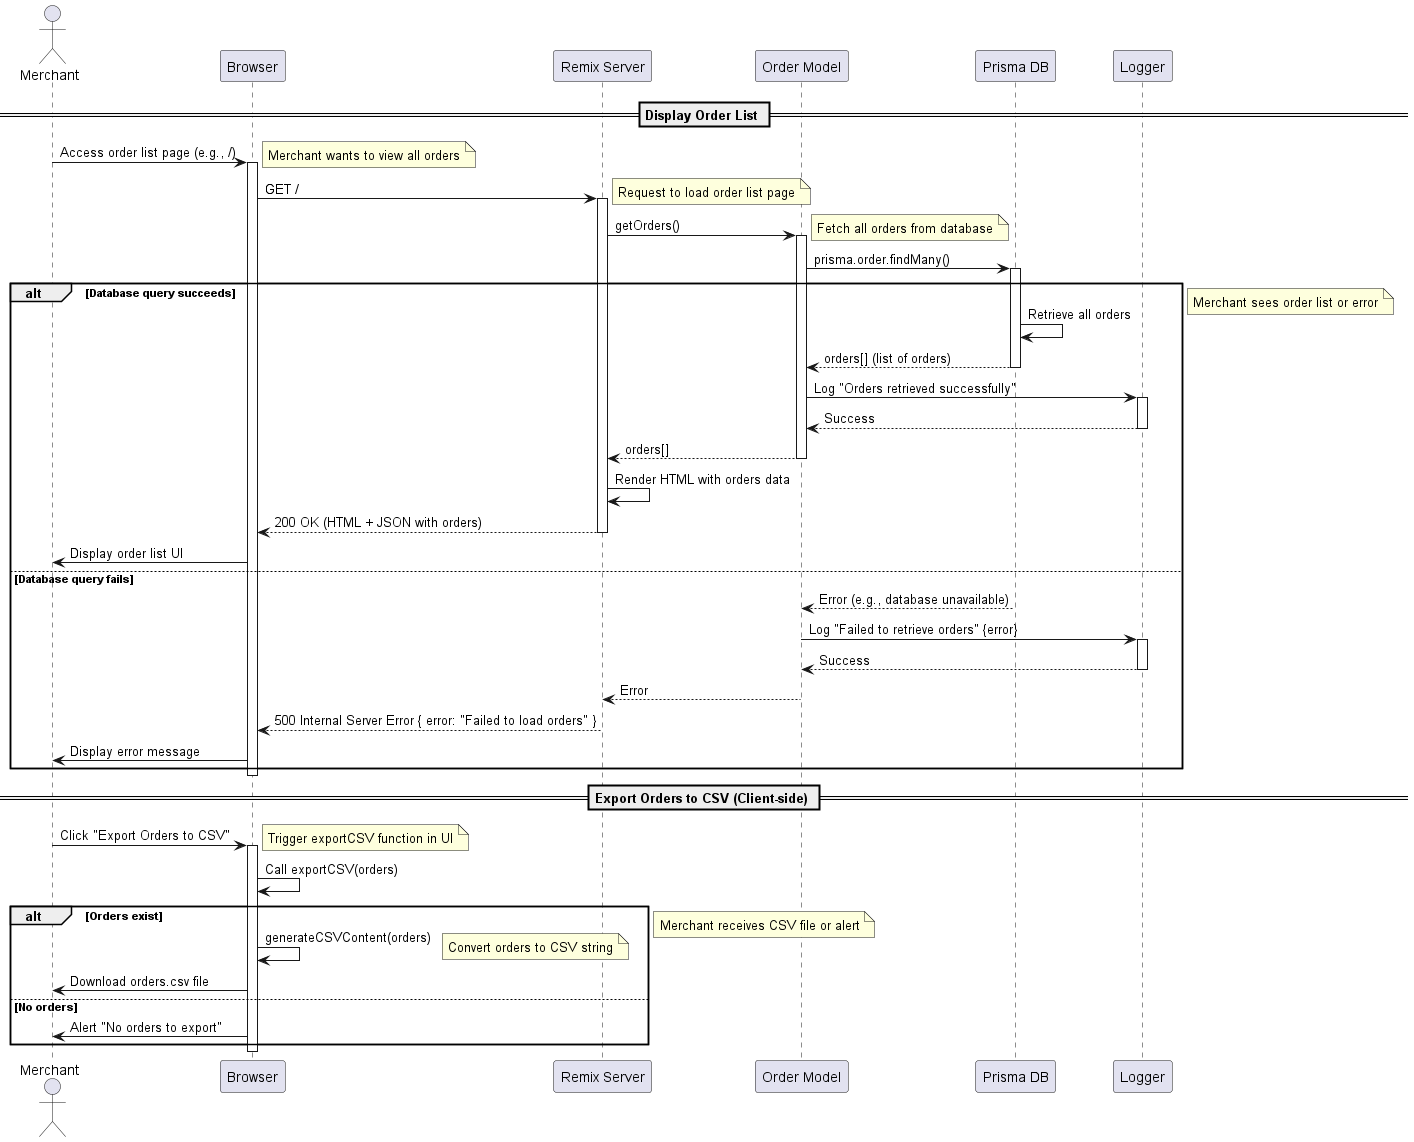 Merchant
Browser
Remix Server
Order Model
Prisma DB
Logger
Display Order List
Access order list page (e.g., /)
Merchant wants to view all orders
GET /
Request to load order list page
getOrders()
Fetch all orders from database
prisma.order.findMany()
alt
[Database query succeeds]
Merchant sees order list or error
Retrieve all orders
orders[] (list of orders)
Log "Orders retrieved successfully"
Success
orders[]
Render HTML with orders data
200 OK (HTML + JSON with orders)
Display order list UI
[Database query fails]
Error (e.g., database unavailable)
Log "Failed to retrieve orders" {error}
Success
Error
500 Internal Server Error { error: "Failed to load orders" }
Display error message
Export Orders to CSV (Client-side)
Click "Export Orders to CSV"
Trigger exportCSV function in UI
Call exportCSV(orders)
alt
[Orders exist]
Merchant receives CSV file or alert
generateCSVContent(orders)
Convert orders to CSV string
Download orders.csv file
[No orders]
Alert "No orders to export"
Merchant
Browser
Remix Server
Order Model
Prisma DB
Logger